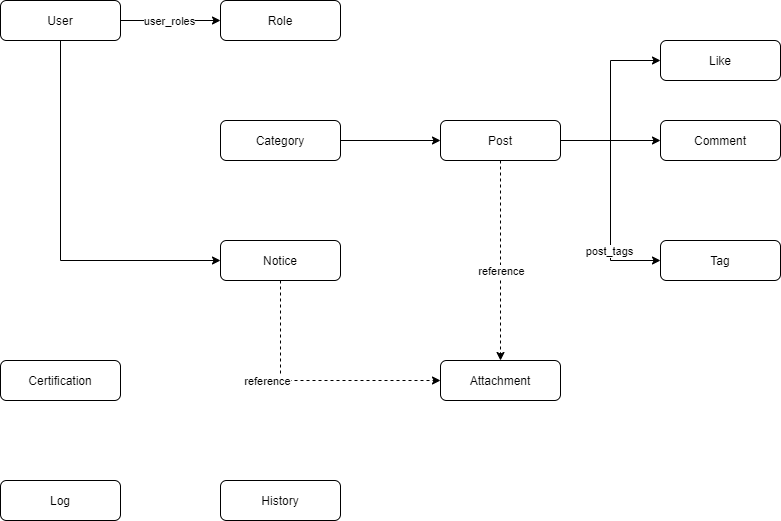 User
user_roles
Role
Like
Category
Post
Comment
post_tags
Notice
Tag
reference
Certification
reference
Attachment
Log
History